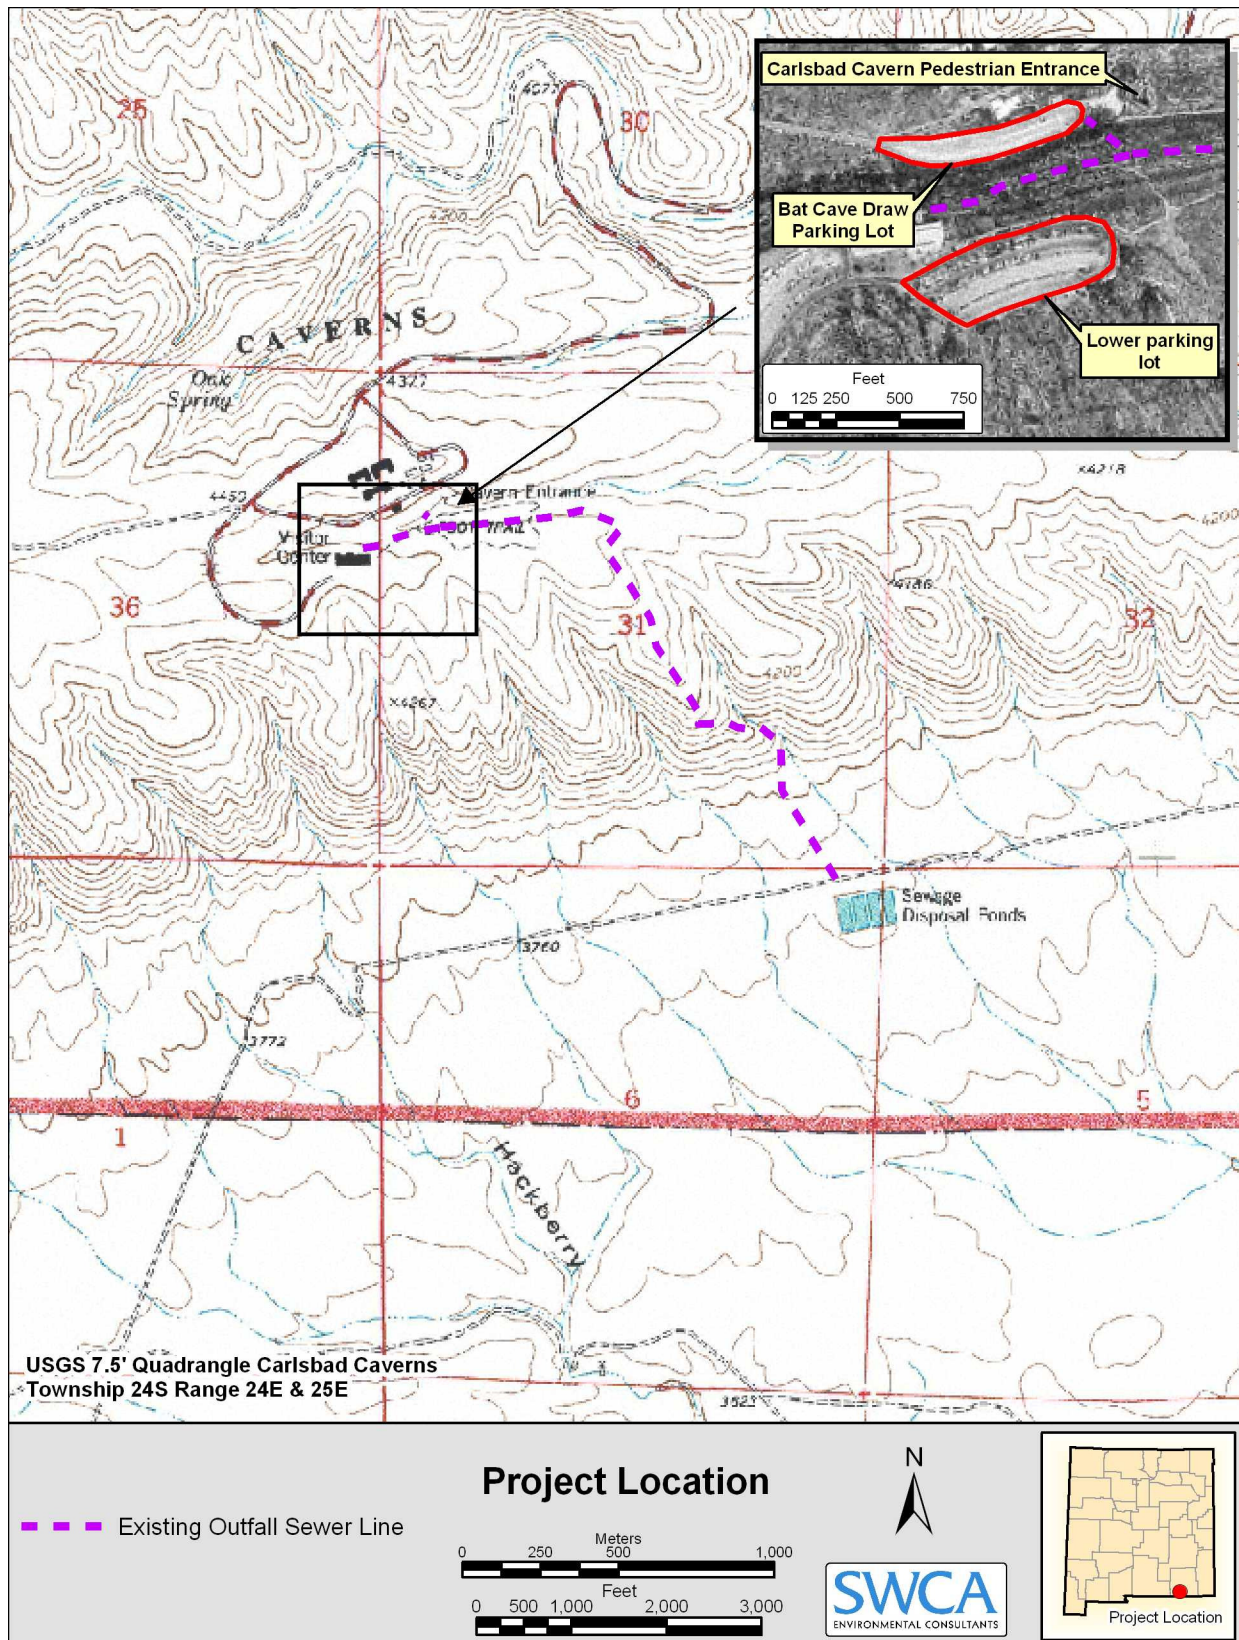 25
30
4077
4200
CAVERNS
Oak
Spring
4327
4450
Cavern Entrance
Visitor
Center
TRAIL
36
31
32
×4218
4200
×4186
4200
×4267
Sewage
Disposal Ponds
3760
3772
6
5
1
Hackberry
USGS 7.5' Quadrangle Carlsbad Caverns
Township 24S Range 24E & 25E
Carlsbad Cavern Pedestrian Entrance
Bat Cave Draw
Parking Lot
Lower parking
lot
Feet
0 125 250 500 750
Project Location
Existing Outfall Sewer Line
Meters
0 250 500 1,000
Feet
0 500 1,000 2,000 3,000
N
SWCA
ENVIRONMENTAL CONSULTANTS
Project Location